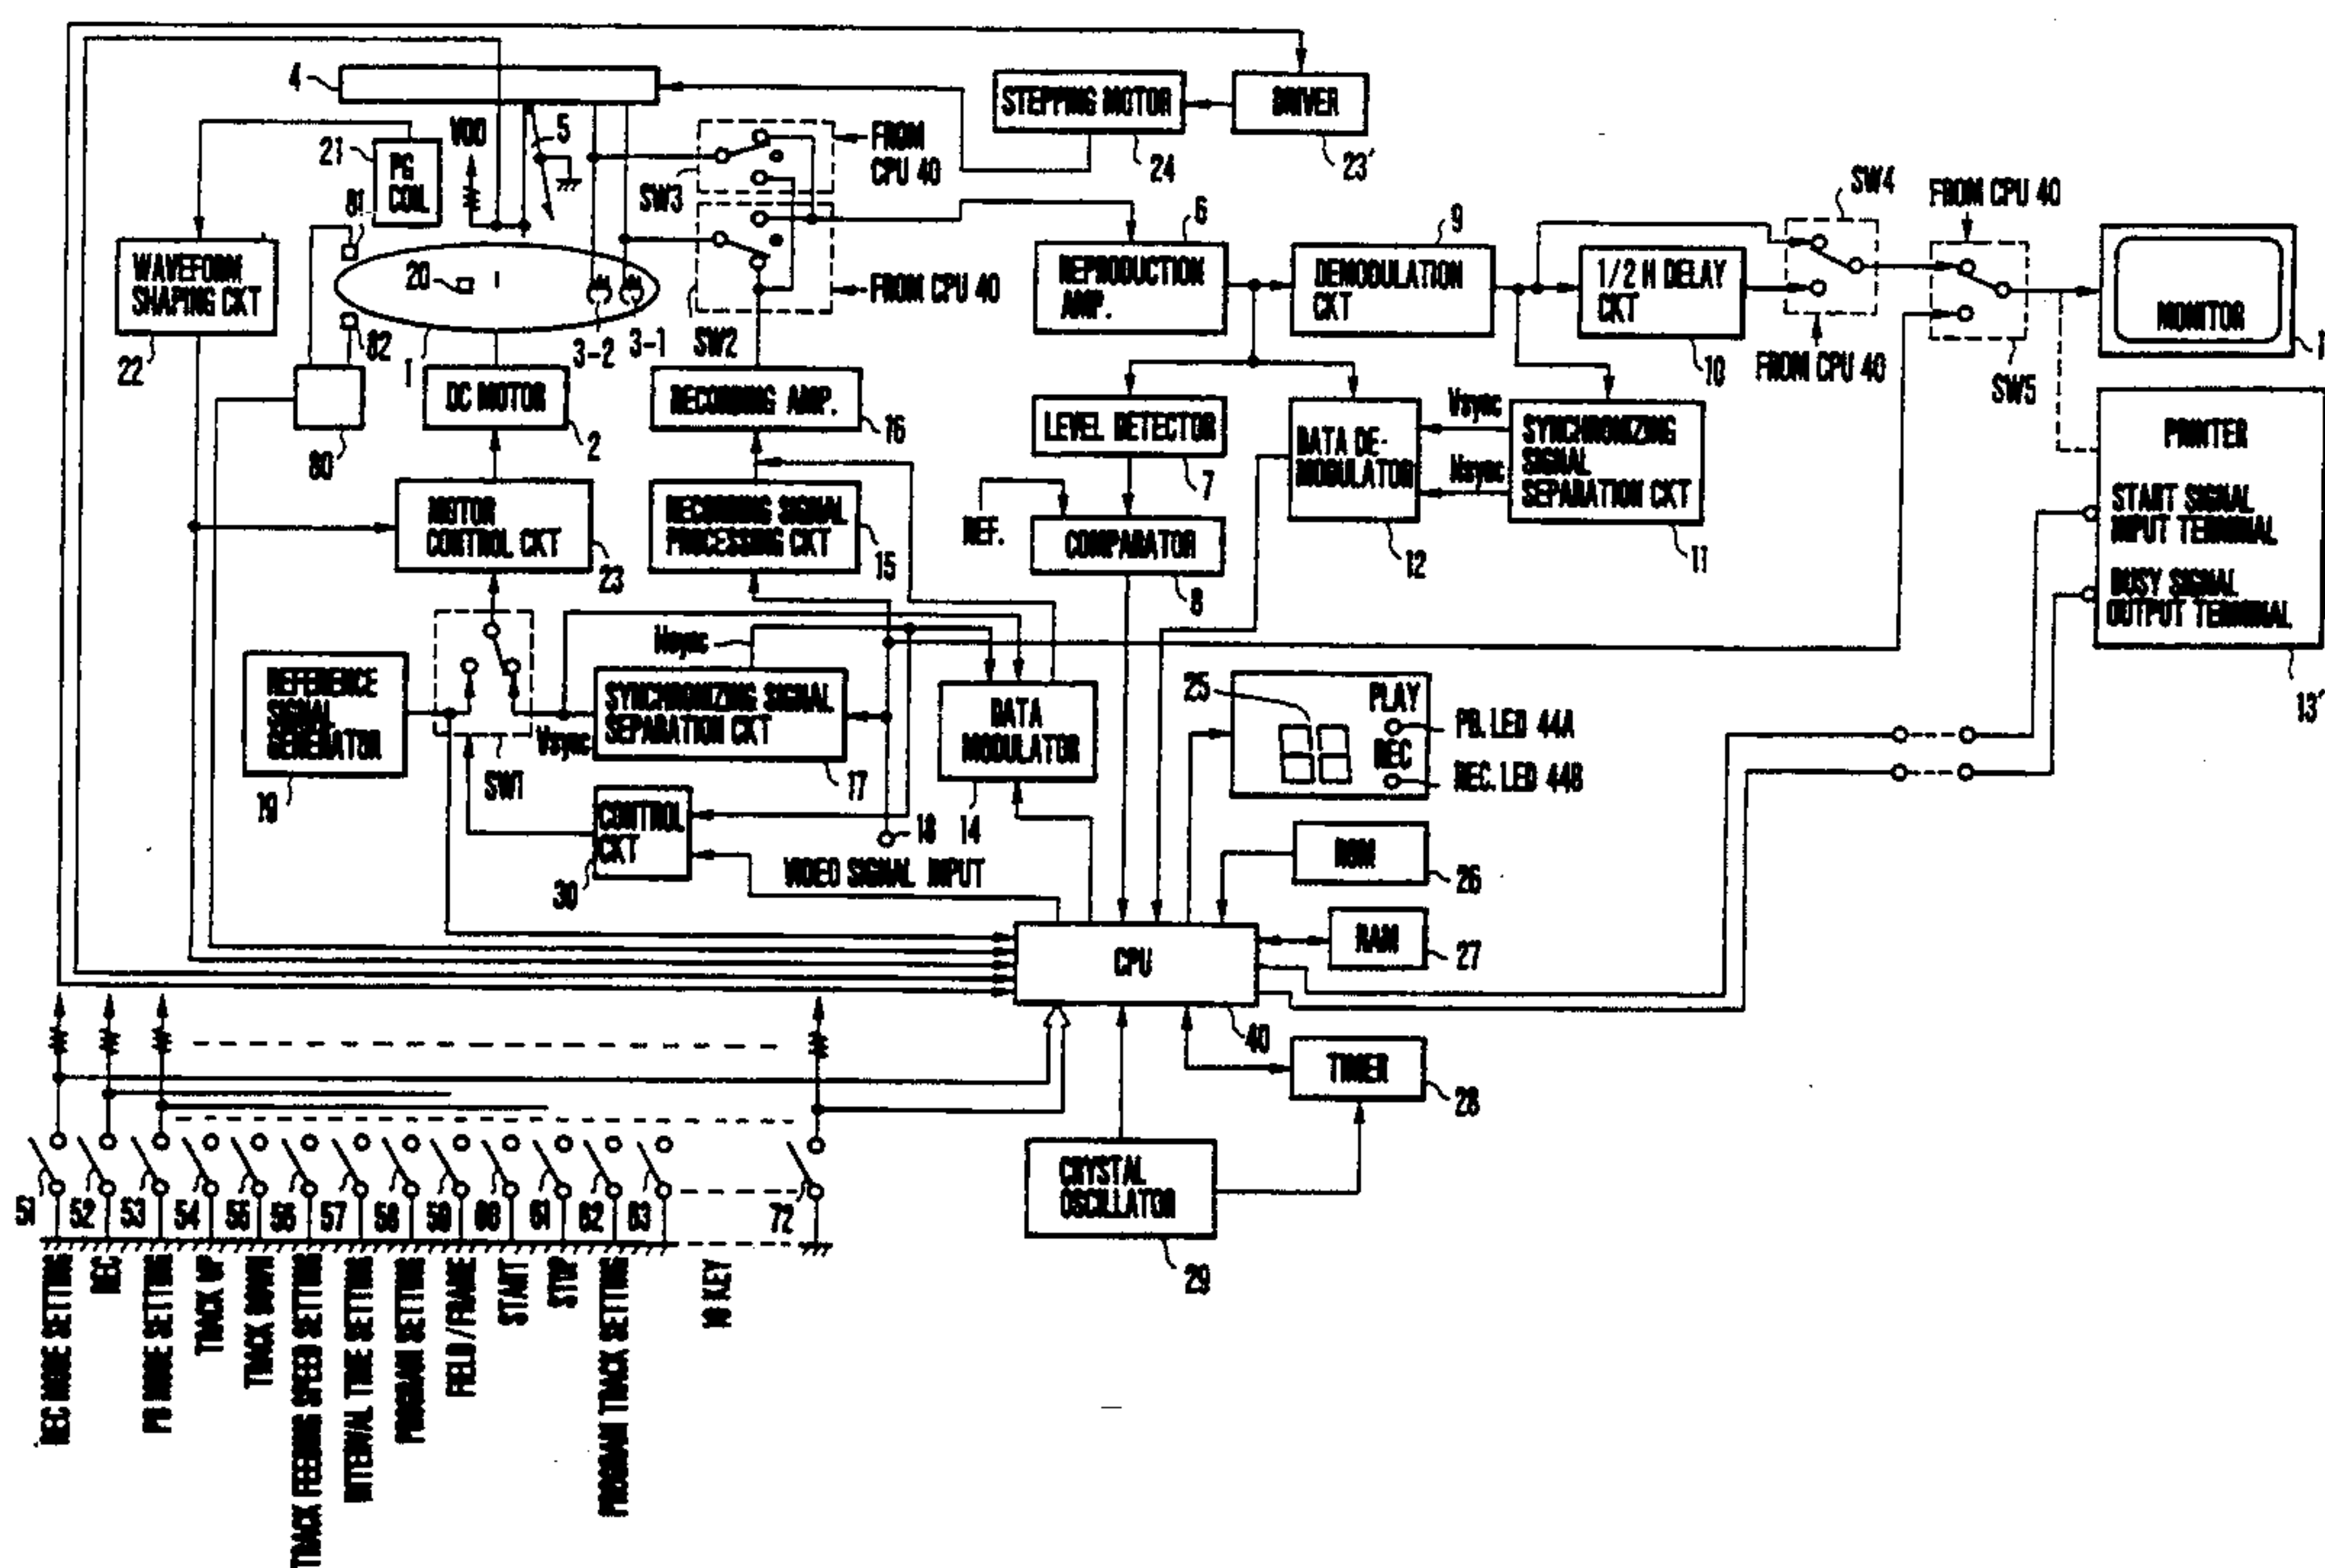 4
STEPPING MOTOR
24
DRIVER
23'
VDD
5
21
PG
COIL
SW3
FROM
CPU 40
81
WAVEFORM
SHAPING CKT
22
20
82
1
3-2
3-1
SW2
FROM CPU 40
6
REPRODUCTION
AMP.
9
DEMODULATION
CKT
1/2 H DELAY
CKT
10
SW4
FROM CPU 40
FROM CPU 40
SW5
MONITOR
80
DC MOTOR
2
RECORDING AMP.
16
LEVEL DETECTOR
7
DATA DE-
MODULATOR
12
Vsync
Hsync
SYNCHRONIZING
SIGNAL
SEPARATION CKT
11
PRINTER
START SIGNAL
INPUT TERMINAL
BUSY SIGNAL
OUTPUT TERMINAL
13'
MOTOR
CONTROL CKT
23
RECORDING SIGNAL
PROCESSING CKT
15
REF.
COMPARATOR
8
REFERENCE
SIGNAL
GENERATOR
19
SW1
Vsync
Hsync
SYNCHRONIZING SIGNAL
SEPARATION CKT
17
DATA
MODULATOR
14
25
PLAY
REC
PB. LED 44A
REC. LED 44B
CONTROL
CKT
30
18
VIDEO SIGNAL INPUT
ROM
26
RAM
27
CPU
40
TIMER
28
CRYSTAL
OSCILLATOR
29
51
52
53
54
55
56
57
58
59
60
61
62
63
72
REC MODE SETTING
REC
PB MODE SETTING
TRACK UP
TRACK DOWN
TRACK FEEDING SPEED SETTING
INTERVAL TIME SETTING
PROGRAM SETTING
FIELD/FRAME
START
STOP
PROGRAM TRACK SETTING
10 KEY